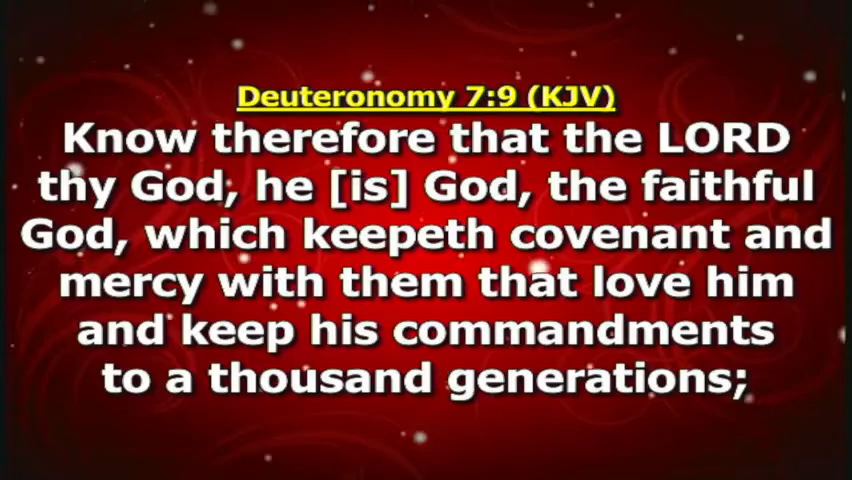 Deuteronomy 7:9 (KJV)
Know therefore that the LORD
thy God, he [is] God, the faithful
God, which keepeth covenant and
mercy with them that love him
and keep his commandments
to a thousand generations;